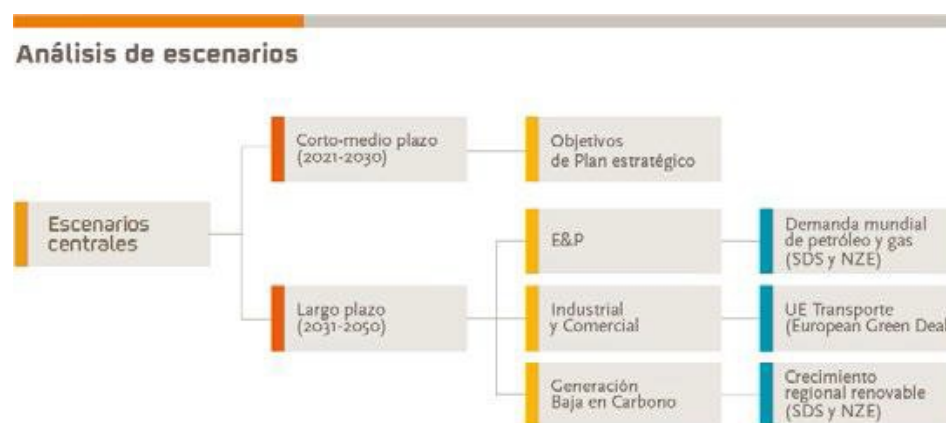 Análisis de escenarios
Corto-medio plazo
(2021-2030)
Objetivos
de Plan estratégico
Escenarios
centrales
E&P
Demanda mundial
de petróleo y gas
(SDS y NZE)
Largo plazo
(2031-2050)
Industrial
y Comercial
UE Transporte
(European Green Deal
Generación
Baja en Carbono
Crecimiento
regional renovable
(SDS y NZE)